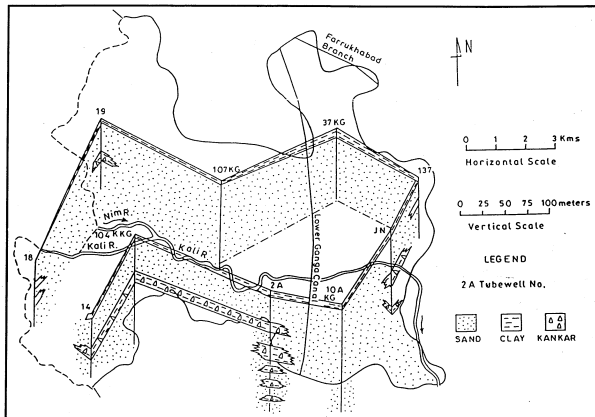 Farrukhabad
Branch
N
19
107 KG
37 KG
137
0 1 2 3 Kms
Horizontal Scale
0 25 50 75 100 meters
Vertical Scale
Nim R.
104 KKG
Kali R.
Kali R
Lower Ganga Canal
JN
18
LEGEND
2A Tubewell No.
2A
10A
KG
14
SAND CLAY KANKAR